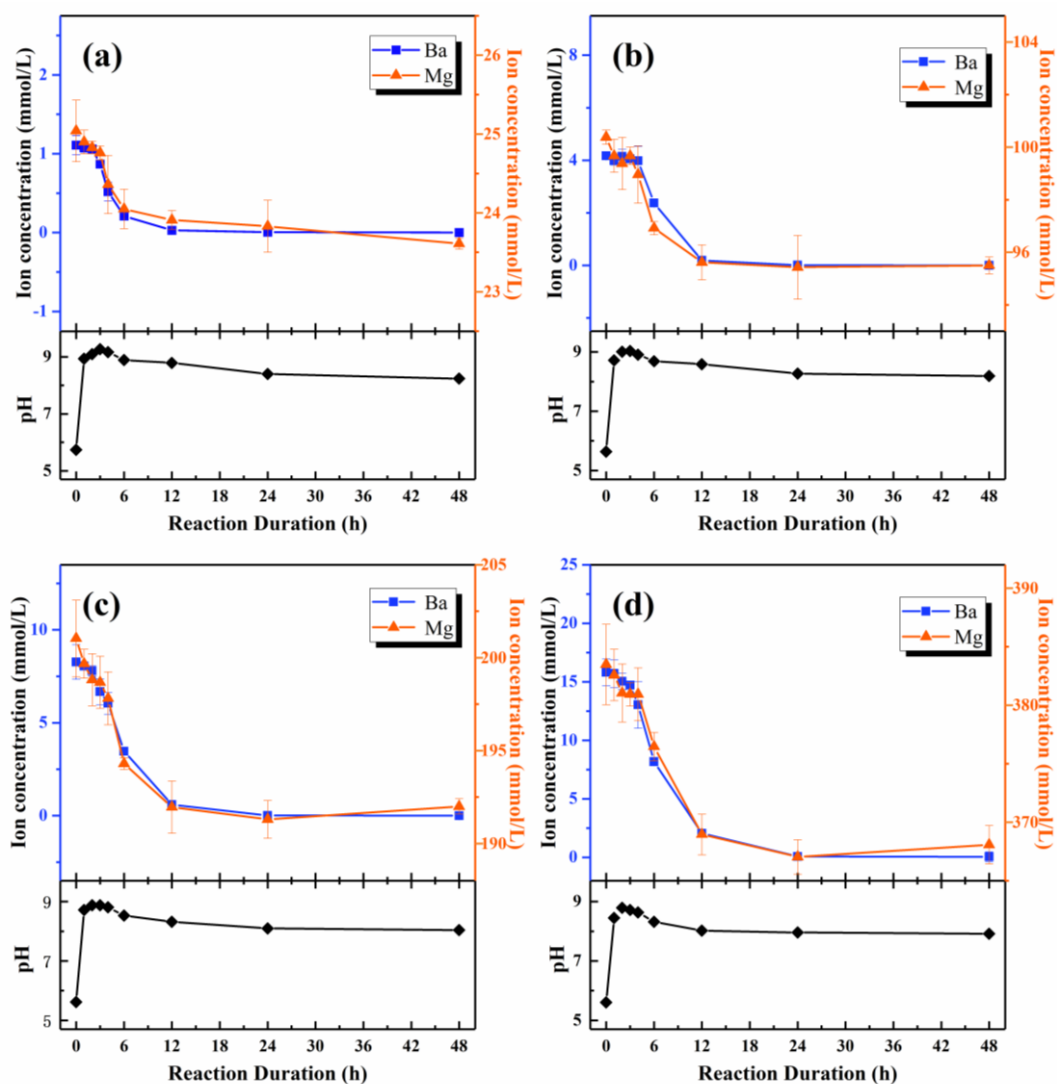 (a)
Ba
Mg
Ion concentration (mmol/L)
2
1
0
-1
Ion concentration (mmol/L)
26
25
24
23
pH
9
7
5
0 6 12 18 24 30 36 42 48
Reaction Duration (h)
(b)
Ba
Mg
Ion concentration (mmol/L)
8
4
0
Ion concentration (mmol/L)
104
100
96
pH
9
7
5
0 6 12 18 24 30 36 42 48
Reaction Duration (h)
(c)
Ba
Mg
Ion concentration (mmol/L)
10
5
0
Ion concentration (mmol/L)
205
200
195
190
pH
9
7
5
0 6 12 18 24 30 36 42 48
Reaction Duration (h)
(d)
Ba
Mg
Ion concentration (mmol/L)
25
20
15
10
5
0
Ion concentration (mmol/L)
390
380
370
pH
9
7
5
0 6 12 18 24 30 36 42 48
Reaction Duration (h)